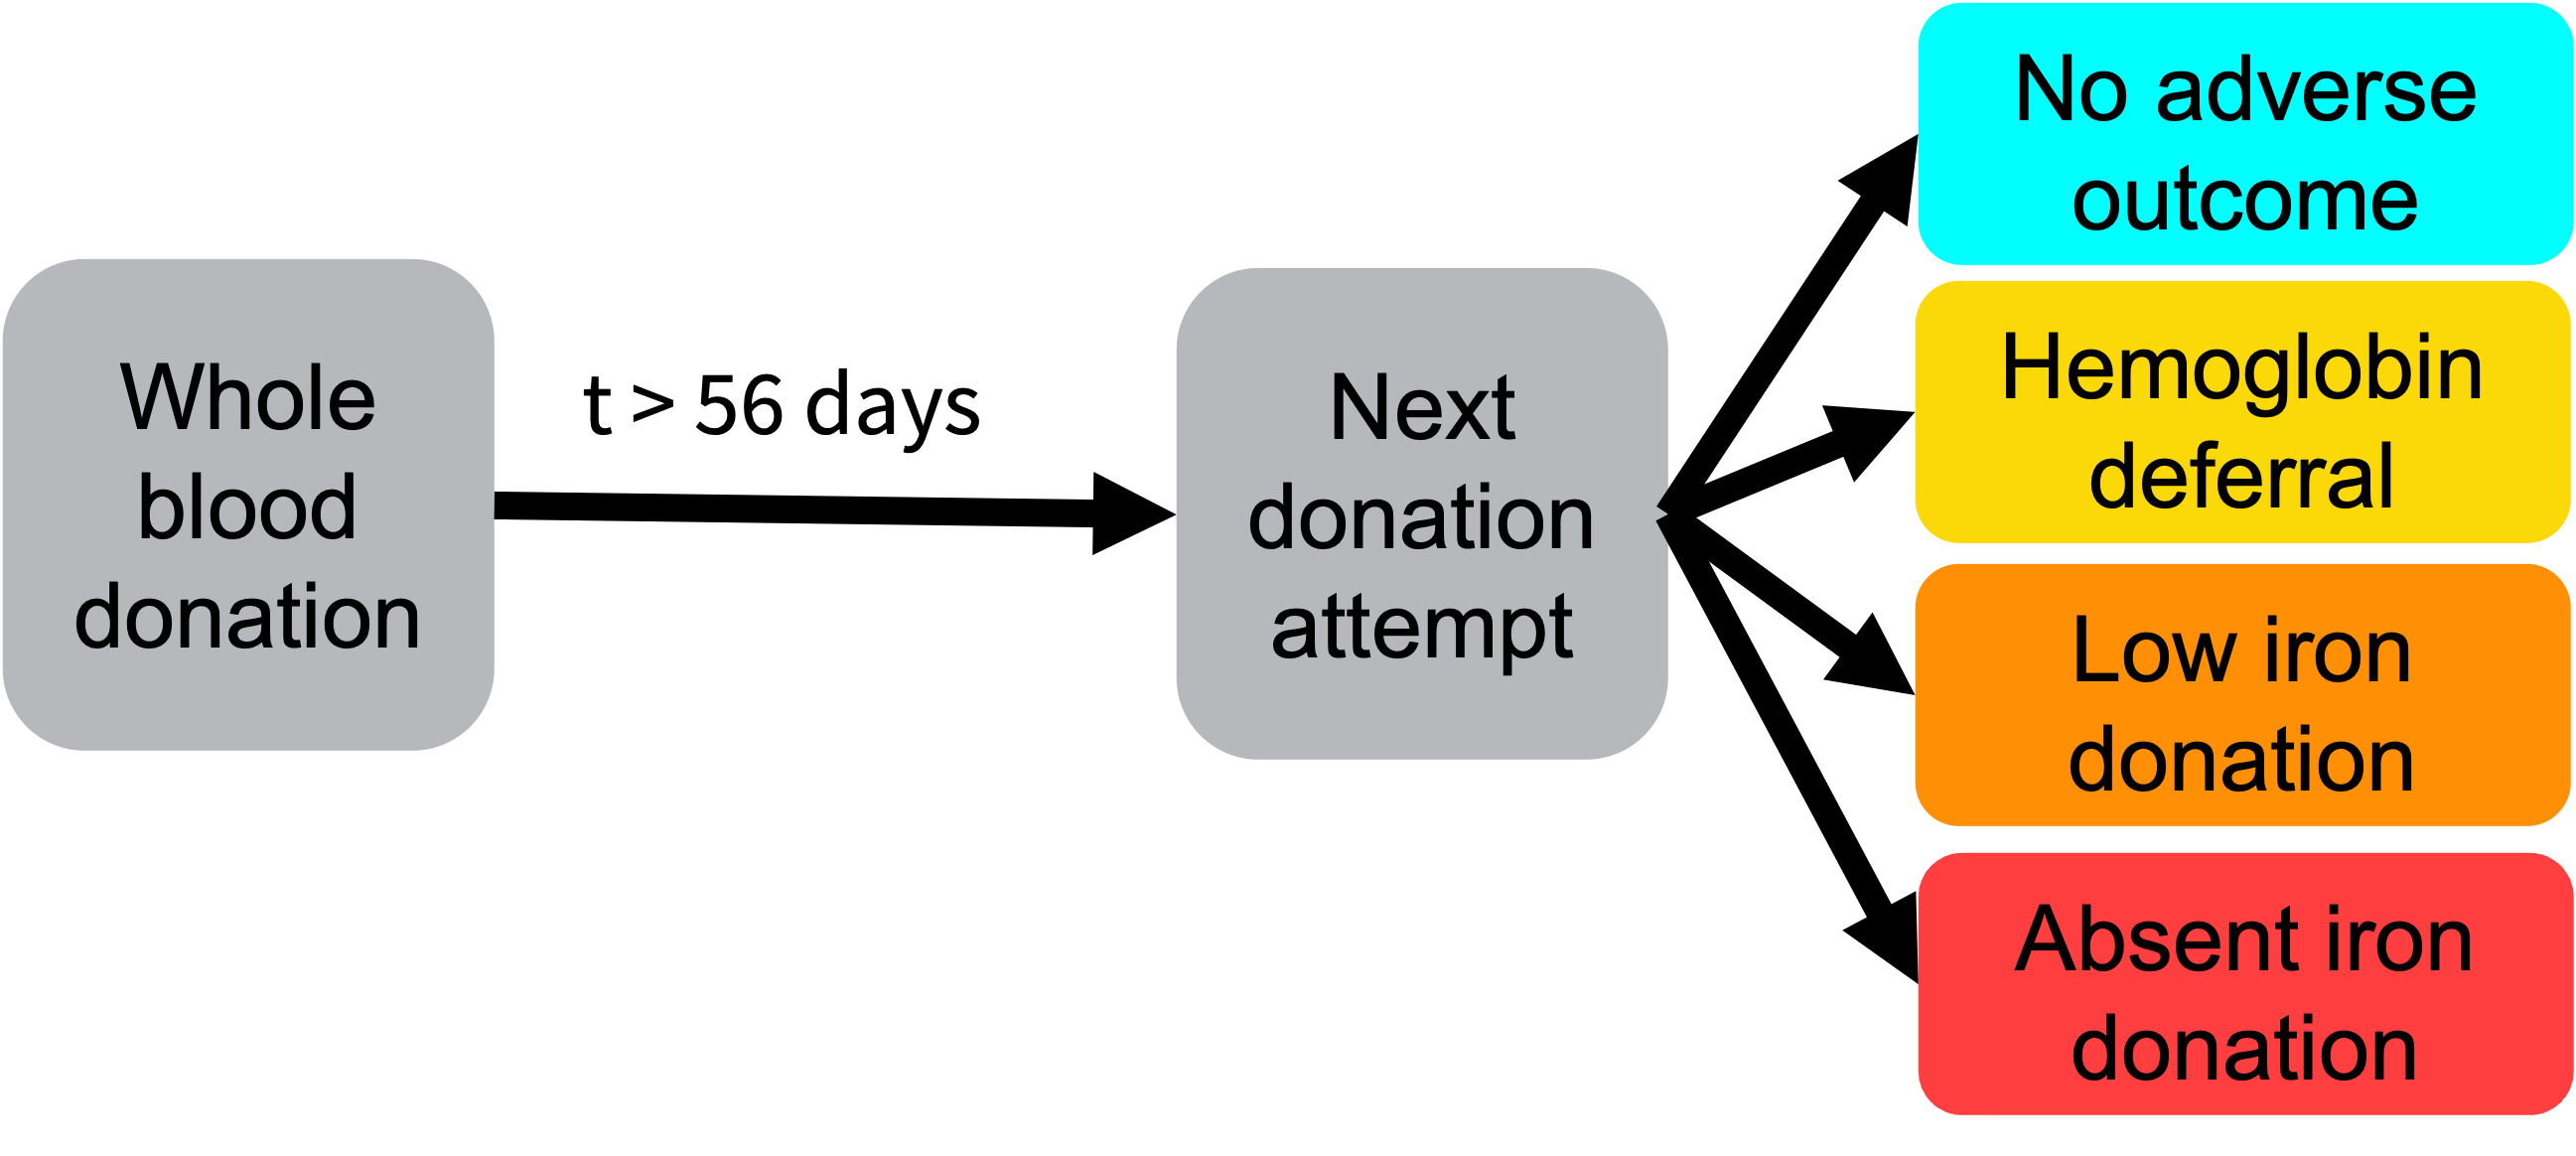 Whole
blood
donation
t > 56 days
Next
donation
attempt
No adverse
outcome
Hemoglobin
deferral
Low iron
donation
Absent iron
donation